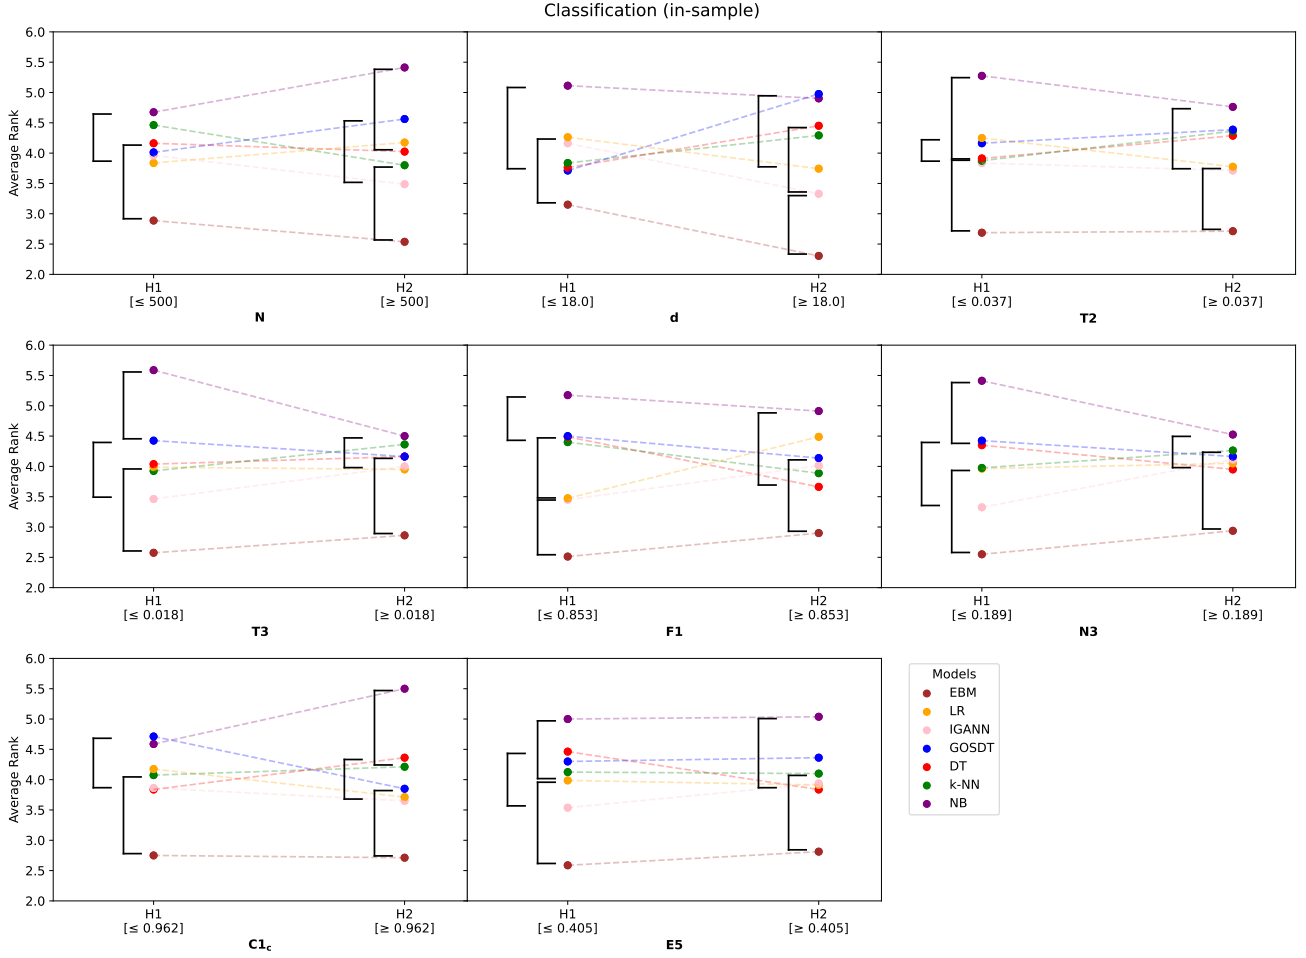 Classification (in-sample)
Average Rank
6.0
5.5
5.0
4.5
4.0
3.5
3.0
2.5
2.0
H1
[≤ 500]
H2
[≥ 500]
N
H1
[≤ 18.0]
H2
[≥ 18.0]
d
H1
[≤ 0.037]
H2
[≥ 0.037]
T2
Average Rank
6.0
5.5
5.0
4.5
4.0
3.5
3.0
2.5
2.0
H1
[≤ 0.018]
H2
[≥ 0.018]
T3
H1
[≤ 0.853]
H2
[≥ 0.853]
F1
H1
[≤ 0.189]
H2
[≥ 0.189]
N3
Average Rank
6.0
5.5
5.0
4.5
4.0
3.5
3.0
2.5
2.0
H1
[≤ 0.962]
H2
[≥ 0.962]
C1c
H1
[≤ 0.405]
H2
[≥ 0.405]
E5
Models
EBM
LR
IGANN
GOSDT
DT
k-NN
NB